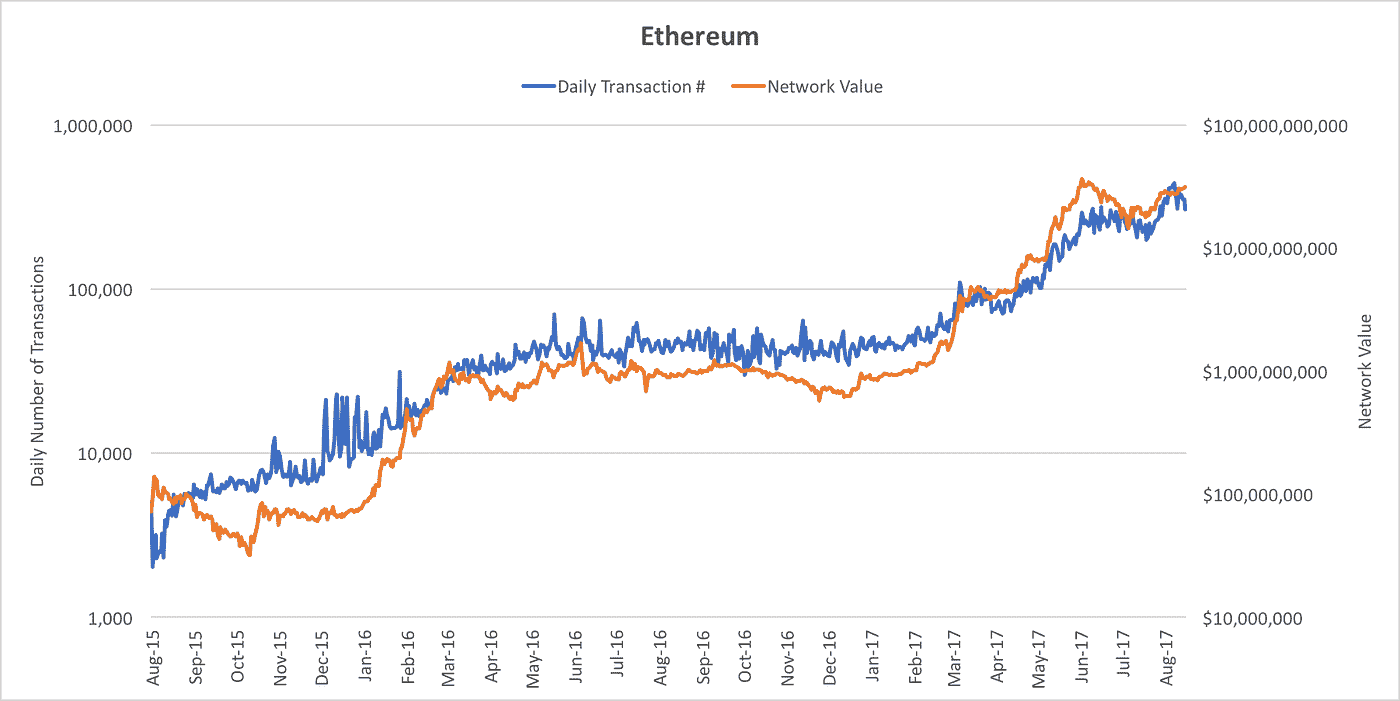 Ethereum
Daily Transaction # Network Value
1,000,000
100,000
10,000
1,000
Daily Number of Transactions
$100,000,000,000
$10,000,000,000
$1,000,000,000
$100,000,000
$10,000,000
Network Value
Aug-15 Sep-15 Oct-15 Nov-15 Dec-15 Jan-16 Feb-16 Mar-16 Apr-16 May-16 Jun-16 Jul-16 Aug-16 Sep-16 Oct-16 Nov-16 Dec-16 Jan-17 Feb-17 Mar-17 Apr-17 May-17 Jun-17 Jul-17 Aug-17